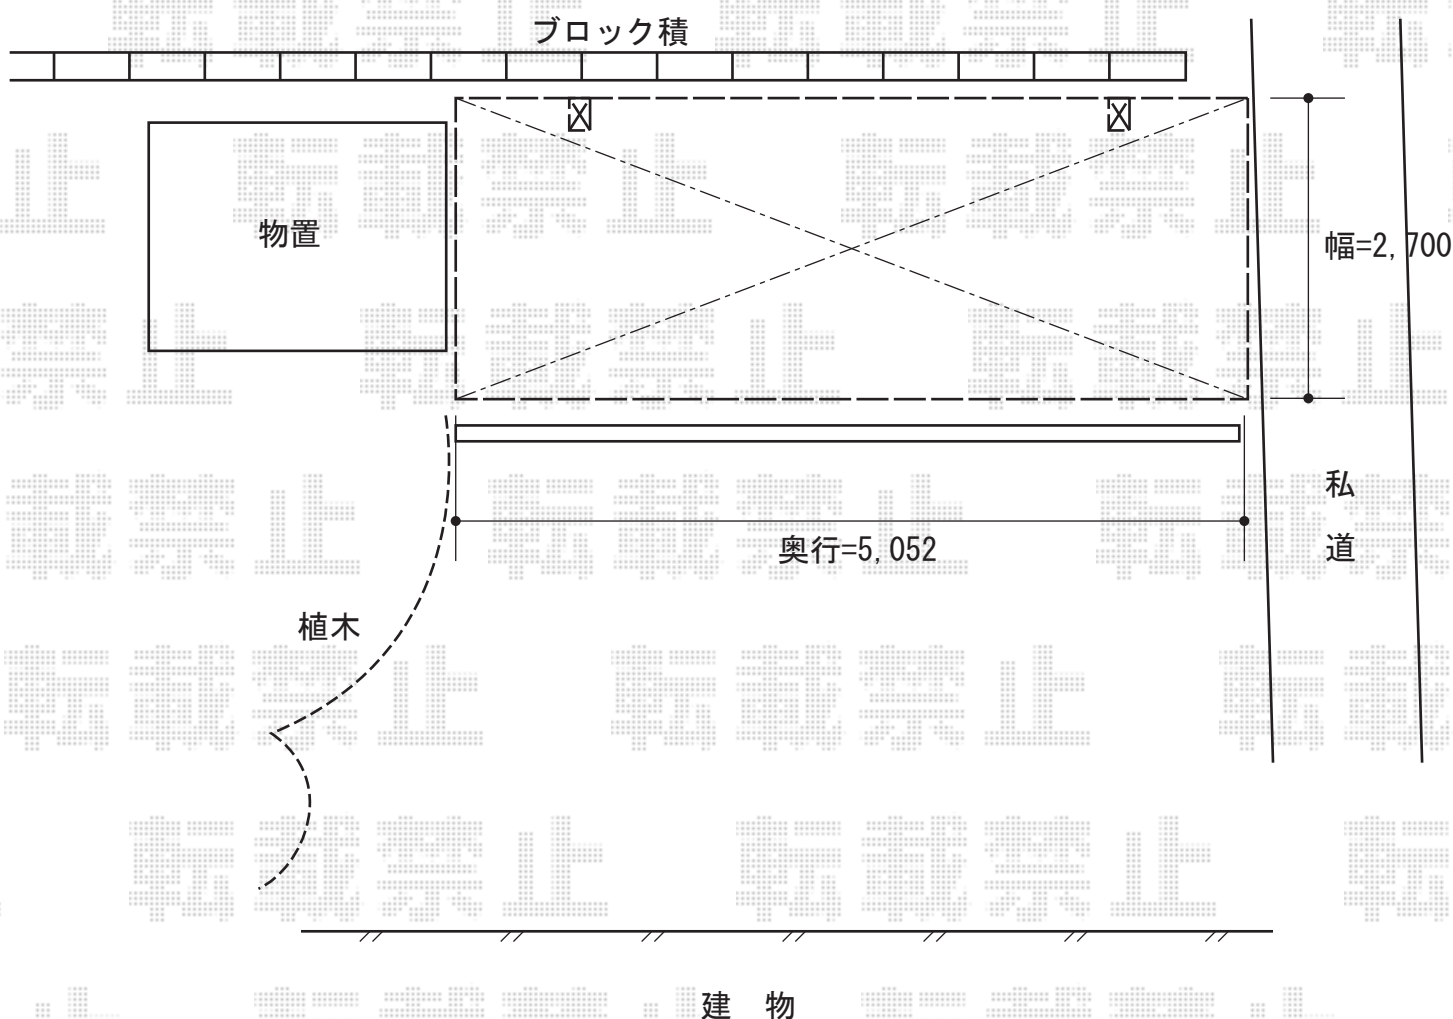 ブロック積
物置
幅=2,700
私道
奥行=5,052
植木
建 物
転載禁止